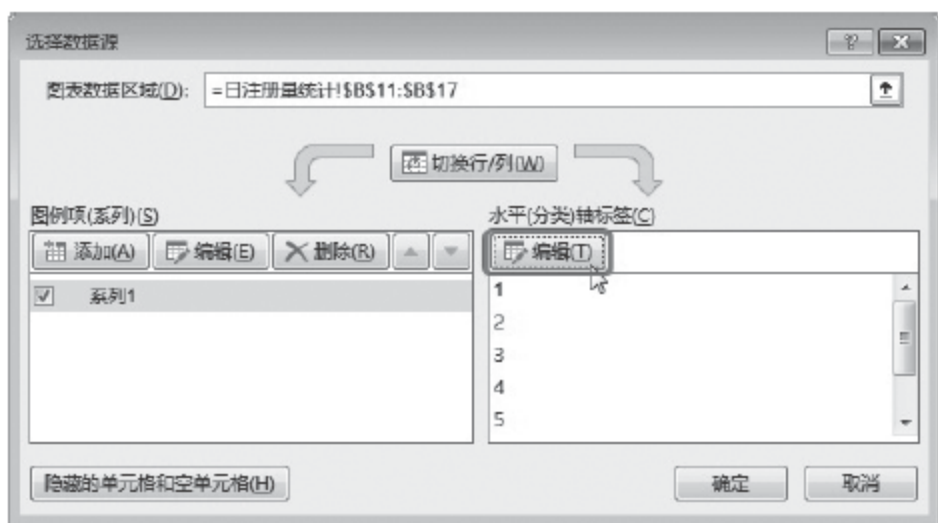 选择数据源
图表数据区域(D): =日注册量统计!$B$11:$B$17
切换行/列(W)
图例项(系列)(S)
水平(分类)轴标签(C)
添加(A) 编辑(E) 删除(R)
编辑(T)
系列1
1
2
3
4
5
隐藏的单元格和空单元格(H)
确定 取消